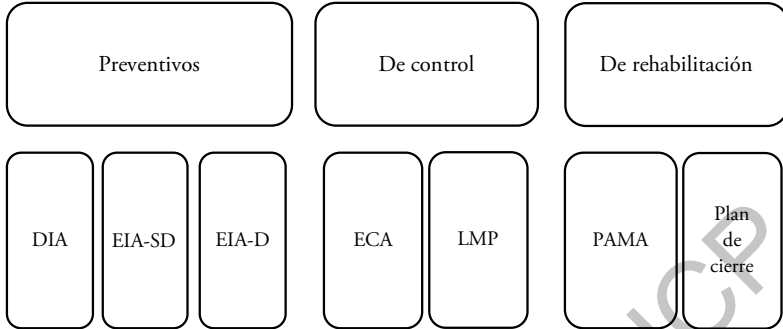 Preventivos
De control
De rehabilitación
DIA
EIA-SD
EIA-D
ECA
LMP
PAMA
Plan
de
cierre